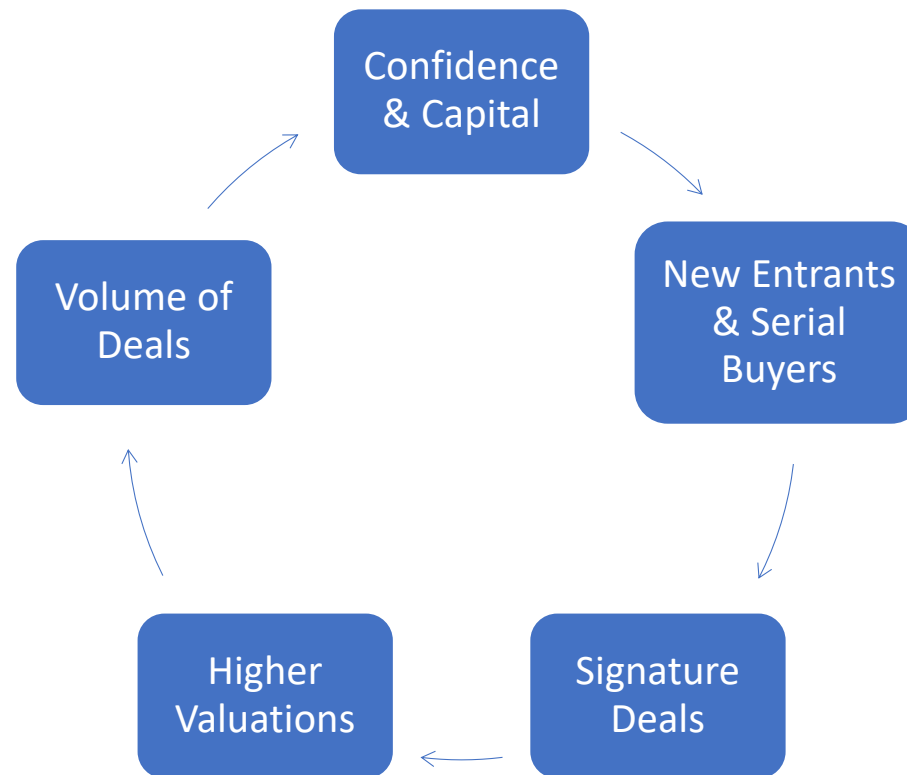 Confidence
& Capital
New Entrants
& Serial
Buyers
Signature
Deals
Higher
Valuations
Volume of
Deals